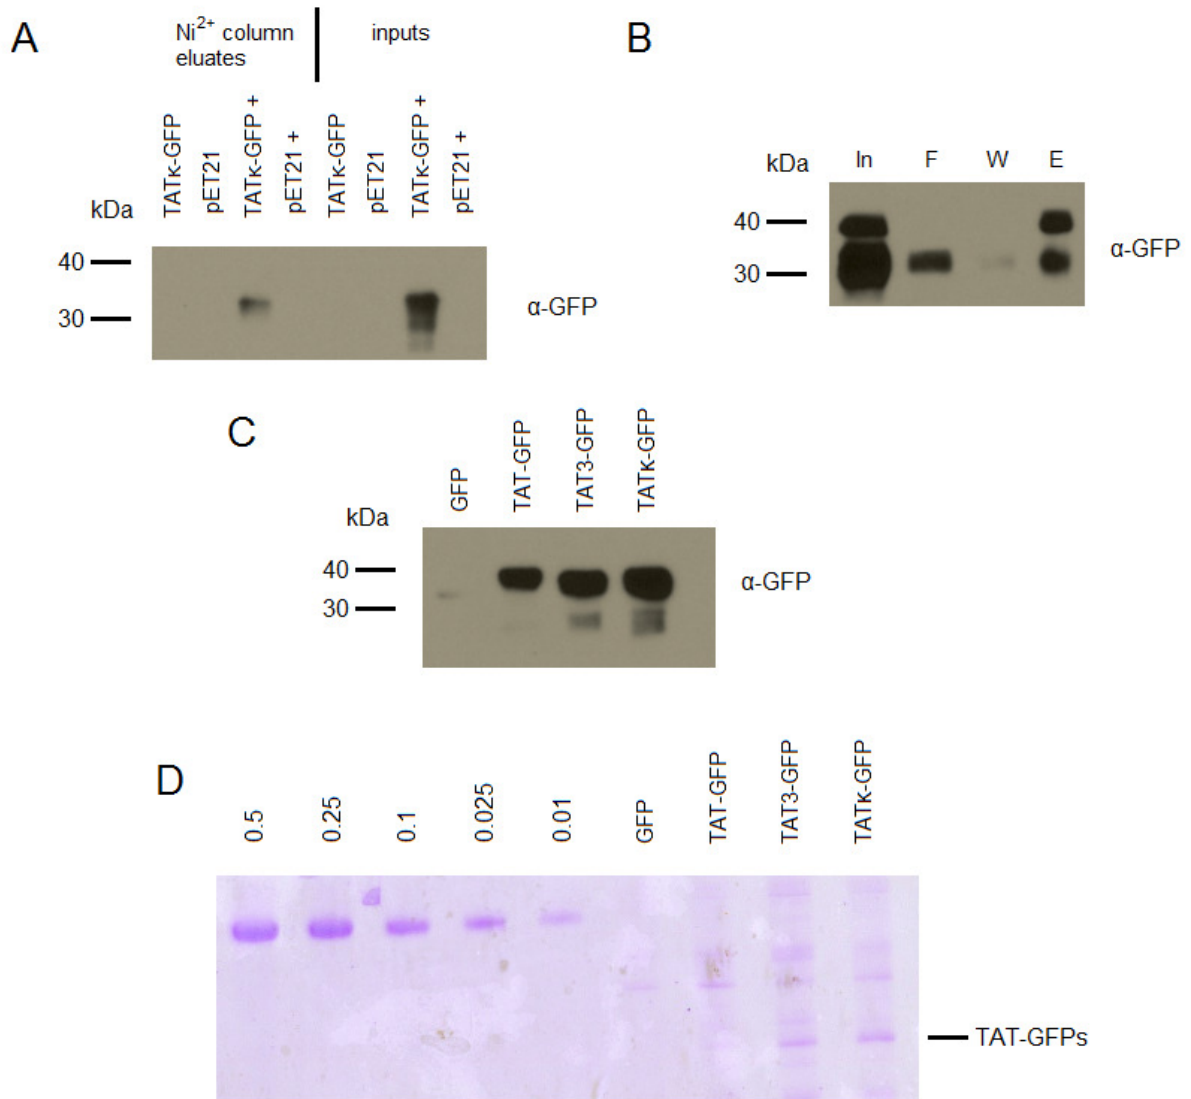 A
Ni2+ column
eluates
inputs
TATκ-GFP
pET21
TATκ-GFP +
pET21 +
TATκ-GFP
pET21
TATκ-GFP +
pET21 +
kDa
40
30
α-GFP
B
kDa
In F W E
40
30
α-GFP
C
GFP
TAT-GFP
TAT3-GFP
TATκ-GFP
kDa
40
30
α-GFP
D
0.5
0.25
0.1
0.025
0.01
GFP
TAT-GFP
TAT3-GFP
TATκ-GFP
TAT-GFPs